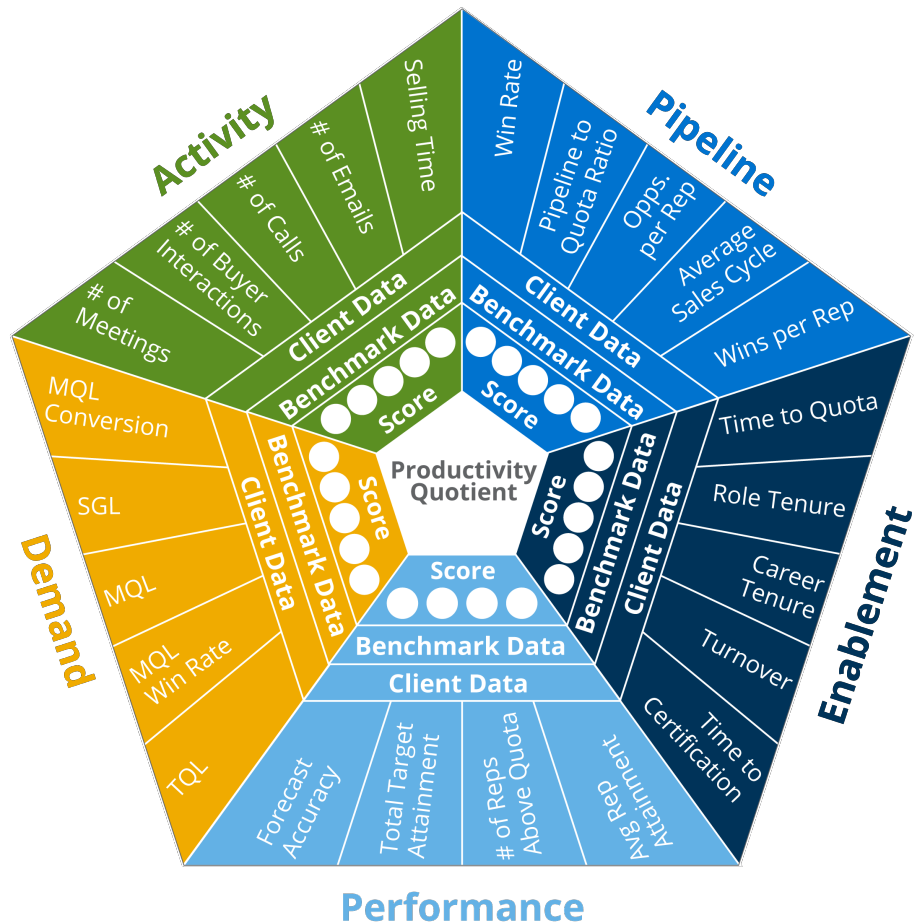 Activity
Selling Time
# of Emails
# of Calls
# of Buyer
Interactions
# of
Meetings
Client Data
Benchmark Data
Score
Pipeline
Win Rate
Pipeline to
Quota Ratio
Opps.
per Rep
Average
Sales Cycle
Wins per Rep
Client Data
Benchmark Data
Score
Productivity
Quotient
Demand
MQL
Conversion
SGL
MQL
MQL
Win Rate
TQL
Client Data
Benchmark Data
Score
Enablement
Time to Quota
Role Tenure
Career
Tenure
Turnover
Time to
Certification
Client Data
Benchmark Data
Score
Score
Benchmark Data
Client Data
Forecast
Accuracy
Total Target
Attainment
# of Reps
Above Quota
Avg Rep
Attainment
Performance